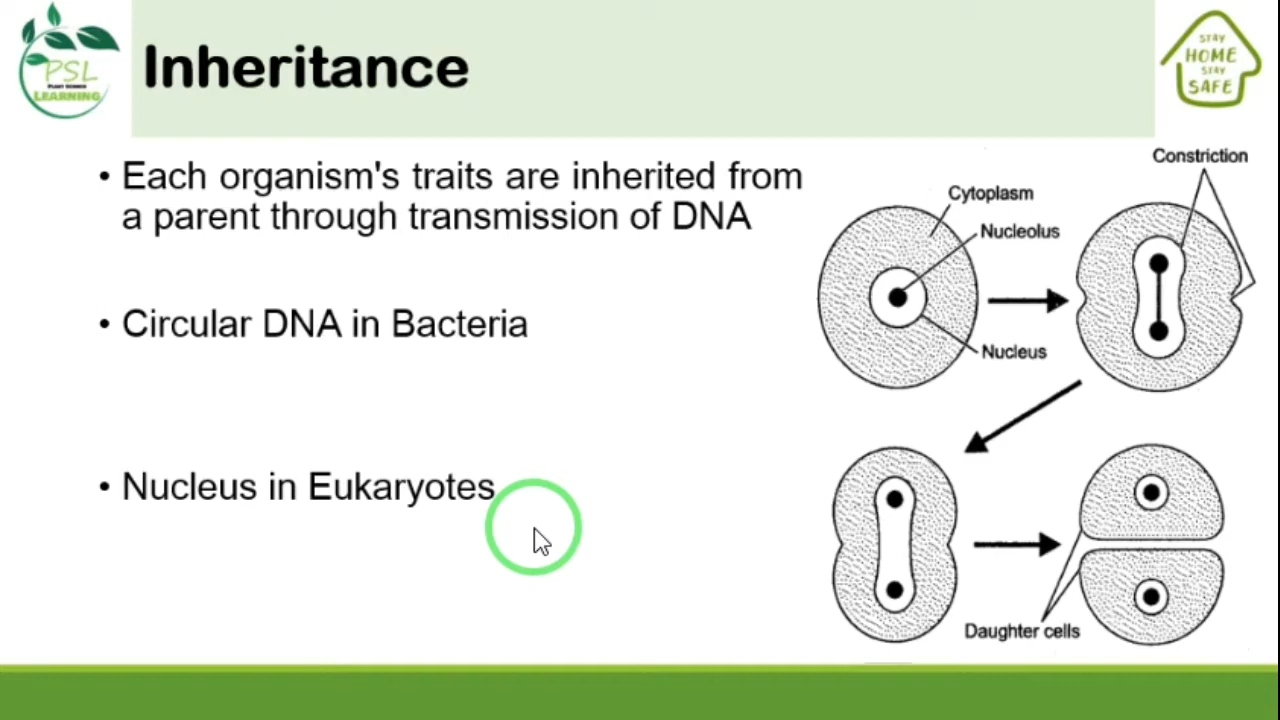 PSL
PLANT SCIENCE
LEARNING
Inheritance
STAY
HOME
STAY
SAFE
• Each organism's traits are inherited from
a parent through transmission of DNA
• Circular DNA in Bacteria
• Nucleus in Eukaryotes
Constriction
Cytoplasm
Nucleolus
Nucleus
Daughter cells